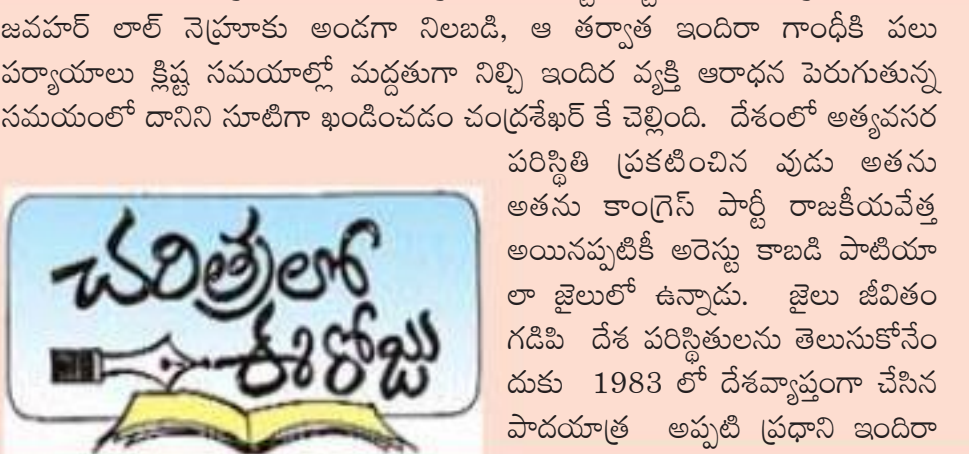 జవహర్ లాల్ నెహ్రూకు అండగా నిలబడి, ఆ తర్వాత ఇందిరా గాంధీకి పలు
పర్యాయాలు క్లిష్ట సమయాల్లో మద్దతుగా నిల్చి ఇందిర వ్యక్తి ఆరాధన పెరుగుతున్న
సమయంలో దానిని సూటిగా ఖండించడం చంద్రశేఖర్ కే చెల్లింది. దేశంలో అత్యవసర
పరిస్థితి ప్రకటించిన వుడు అతను
అతను కాంగ్రెస్ పార్టీ రాజకీయవేత్త
అయినప్పటికీ అరెస్టు కాబడి పాటియా
లా జైలులో ఉన్నాడు. జైలు జీవితం
గడిపి దేశ పరిస్థితులను తెలుసుకోనేం
దుకు 1983 లో దేశవ్యాప్తంగా చేసిన
పాదయాత్ర అప్పటి ప్రధాని ఇందిరా
చరిత్రలో
ఈరోజు